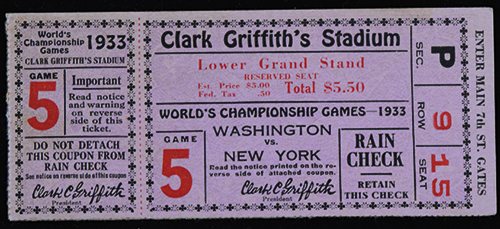 World's
Championship
Games
1933
CLARK GRIFFITH'S STADIUM
GAME
5
Important
Read notice
and warning
on reverse
side of this
ticket.
DO NOT DETACH
THIS COUPON FROM
RAIN CHECK
See notice on reverse side of this coupon
Clark C Griffith
President
Clark Griffith's Stadium
Lower Grand Stand
RESERVED SEAT
Est. Price $5.00
Fed. Tax .50
Total $5.50
WORLD'S CHAMPIONSHIP GAMES—1933
GAME
5
WASHINGTON
VS.
NEW YORK
Read the notice printed on the re-
verse side of attached coupon.
Clark C Griffith
President
RAIN
CHECK
RETAIN
THIS CHECK
SEC. P
ROW 9
SEAT 15
ENTER MAIN 7th ST. GATES